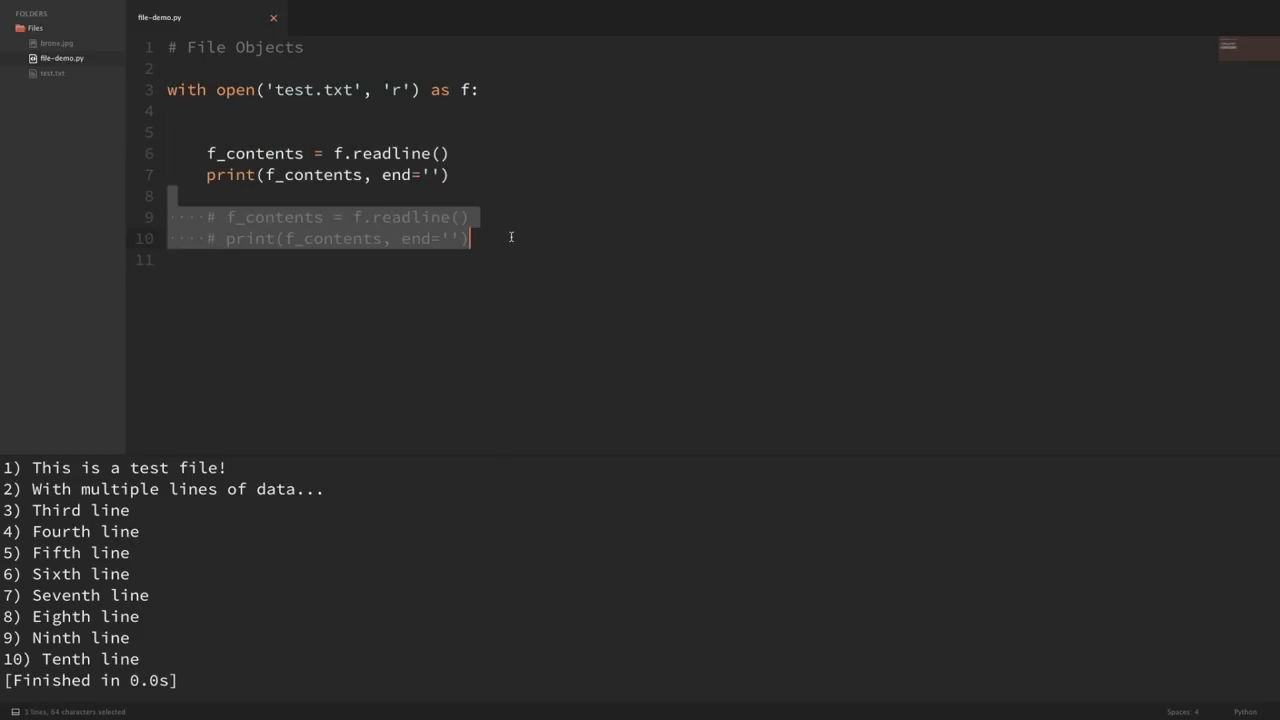 FOLDERS
Files
bronx.jpg
file-demo.py
test.txt
file-demo.py
1 # File Objects
2
3 with open('test.txt', 'r') as f:
4
5
6 f_contents = f.readline()
7 print(f_contents, end='')
8
9 ····# f_contents = f.readline()
10 ····# print(f_contents, end='')
11
1) This is a test file!
2) With multiple lines of data...
3) Third line
4) Fourth line
5) Fifth line
6) Sixth line
7) Seventh line
8) Eighth line
9) Ninth line
10) Tenth line
[Finished in 0.0s]
3 lines, 64 characters selected
Spaces: 4
Python